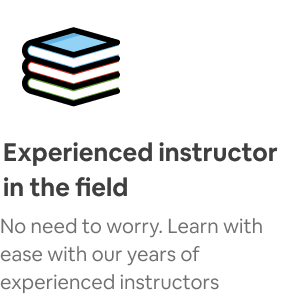 Experienced instructor
in the field
No need to worry. Learn with
ease with our years of
experienced instructors